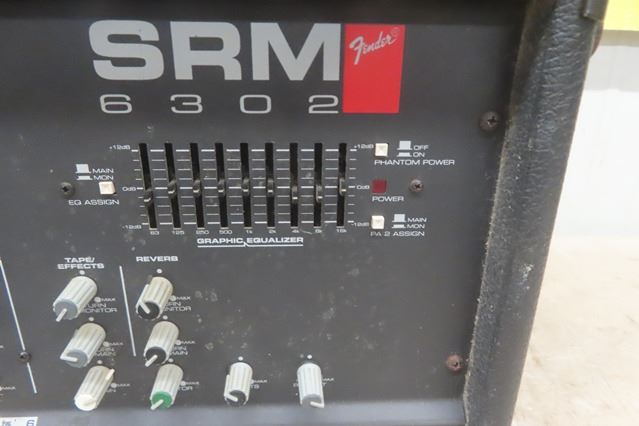 SRM
Fender
6302
+12dB
+12dB
OFF
ON
PHANTOM POWER
MAIN
MON
0dB
0dB
POWER
EQ ASSIGN
-12dB
-12dB
MAIN
MON
PA 2 ASSIGN
63 125 250 500 1k 2k 4k 8k 16k
GRAPHIC EQUALIZER
TAPE/
EFFECTS
REVERB
MAX
MAX
MAX
MAX
MAX
MAX
MAX
MAX
6